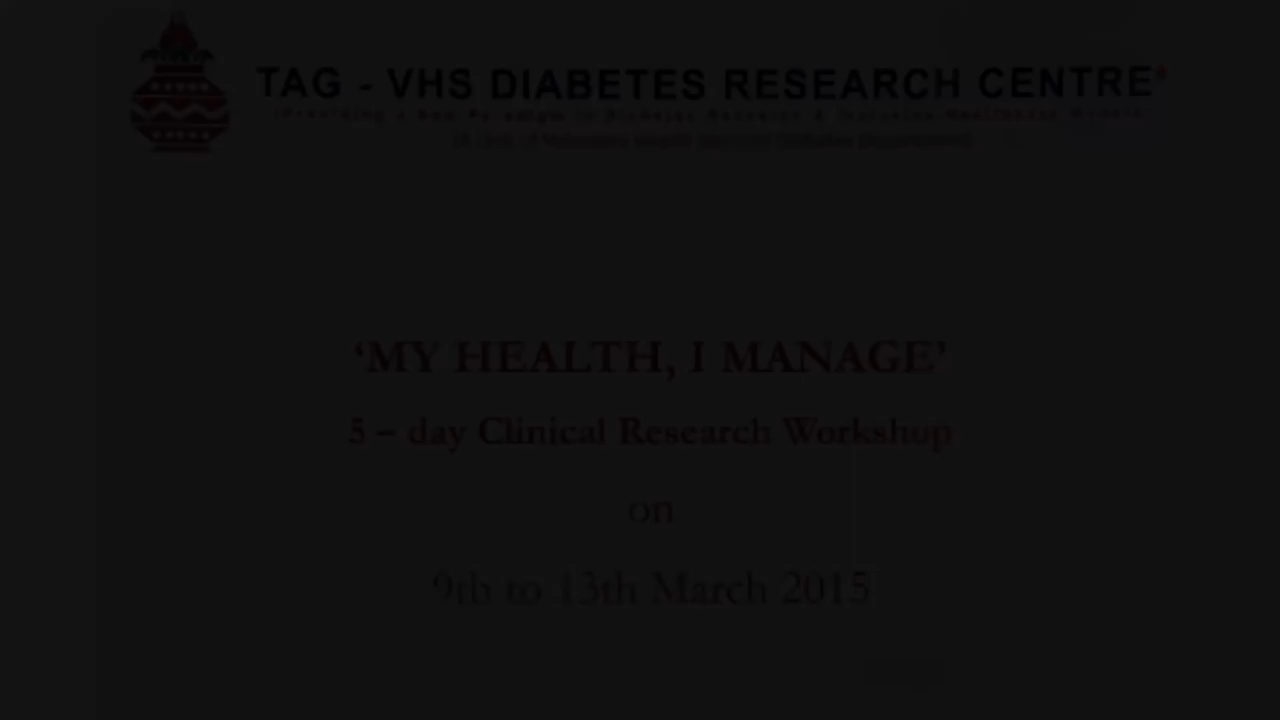 TAG - VHS DIABETES RESEARCH CENTRE
‘MY HEALTH, I MANAGE’
5 – day Clinical Research Workshop
on
9th to 13th March 2015